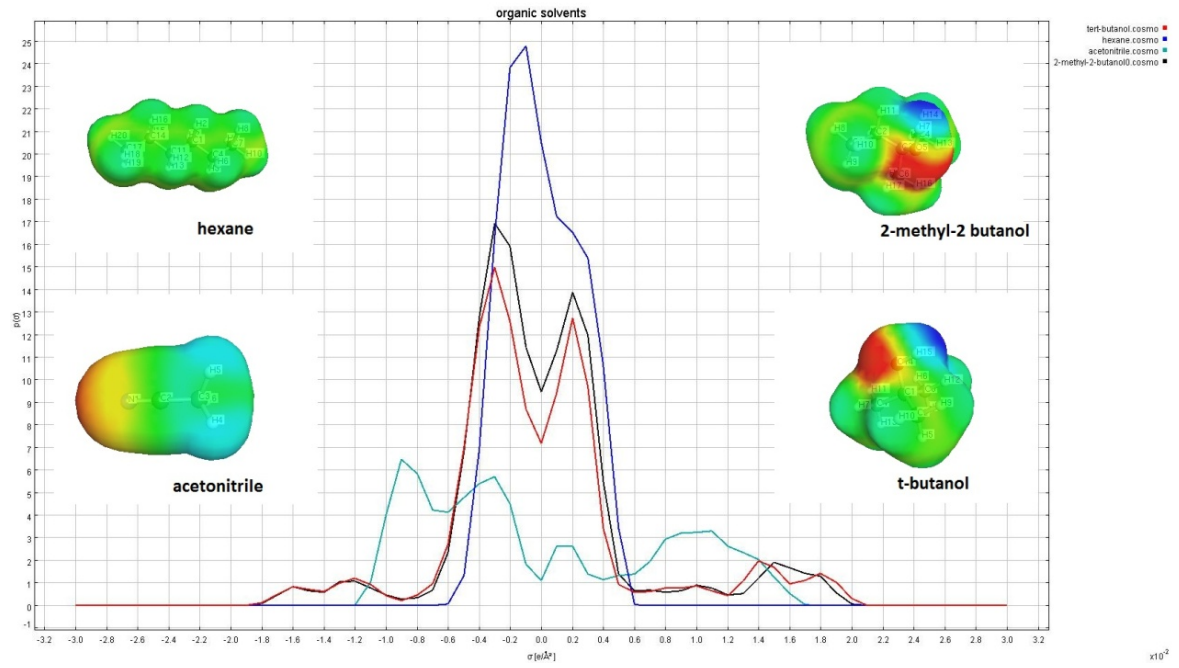 organic solvents
tert-butanol.cosmo
hexane.cosmo
acetonitrile.cosmo
2-methyl-2-butanol0.cosmo
hexane
2-methyl-2 butanol
acetonitrile
t-butanol
p(σ)
25
24
23
22
21
20
19
18
17
16
15
14
13
12
11
10
9
8
7
6
5
4
3
2
1
0
-1
-3.2 -3.0 -2.8 -2.6 -2.4 -2.2 -2.0 -1.8 -1.6 -1.4 -1.2 -1.0 -0.8 -0.6 -0.4 -0.2 0.0 0.2 0.4 0.6 0.8 1.0 1.2 1.4 1.6 1.8 2.0 2.2 2.4 2.6 2.8 3.0 3.2
σ [e/Å²]
x10⁻²